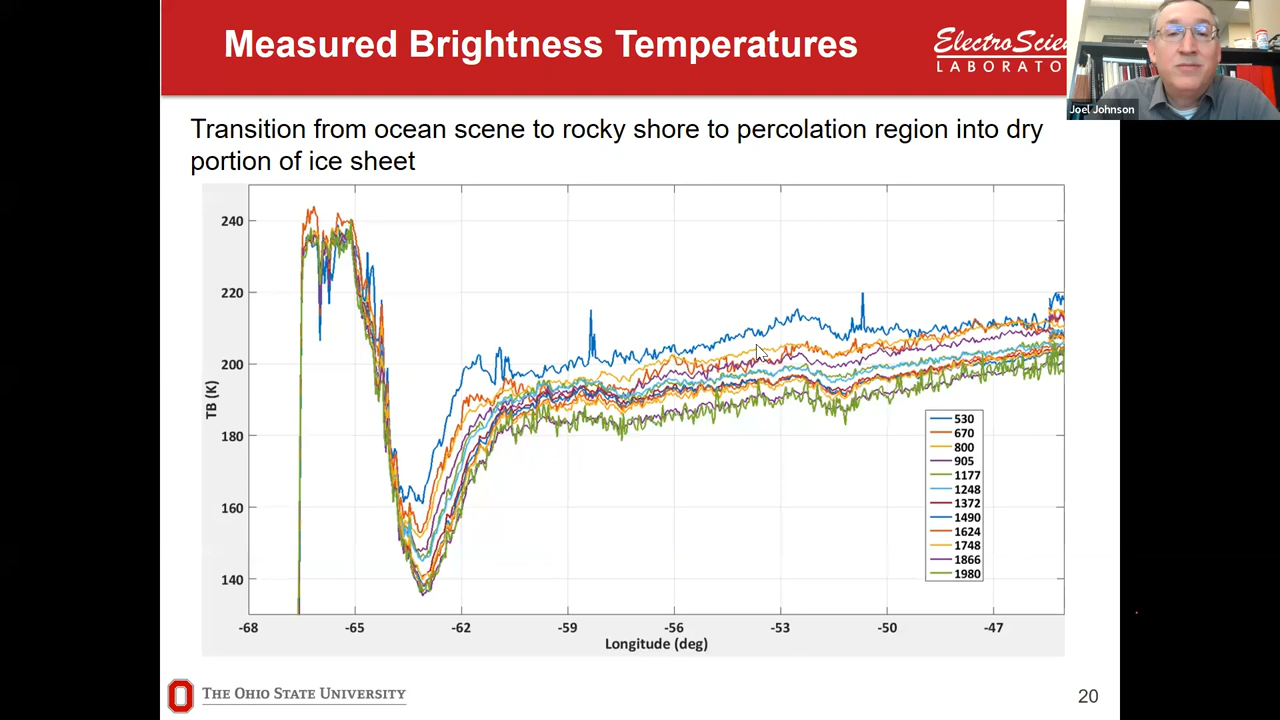 Measured Brightness Temperatures
ElectroScien
LABORATO
Joel Johnson
Transition from ocean scene to rocky shore to percolation region into dry
portion of ice sheet
240
220
200
180
160
140
TB (K)
-68 -65 -62 -59 -56 -53 -50 -47
Longitude (deg)
530
670
800
905
1177
1248
1372
1490
1624
1748
1866
1980
THE OHIO STATE UNIVERSITY
20